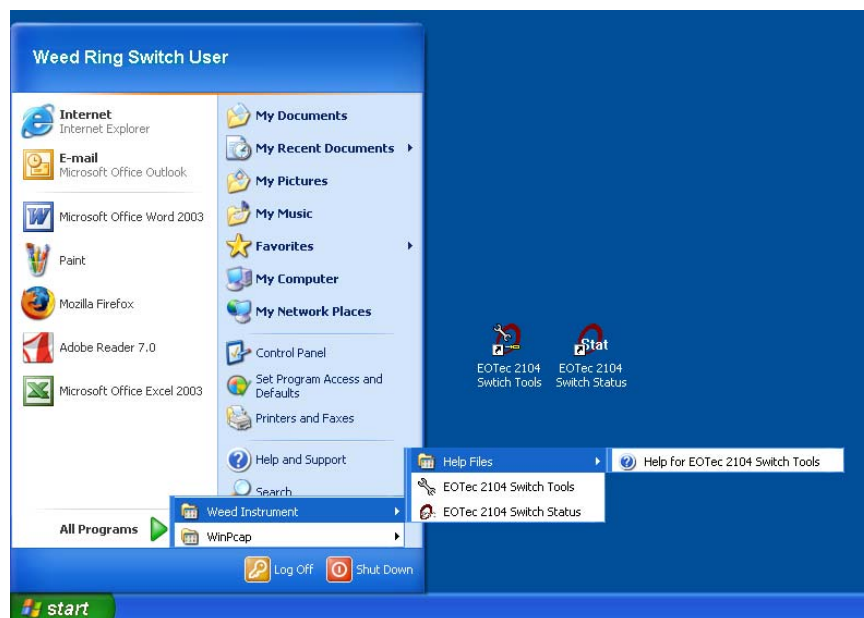 Weed Ring Switch User
Internet
Internet Explorer
E-mail
Microsoft Office Outlook
Microsoft Office Word 2003
Paint
Mozilla Firefox
Adobe Reader 7.0
Microsoft Office Excel 2003
All Programs
My Documents
My Recent Documents
My Pictures
My Music
Favorites
My Computer
My Network Places
Control Panel
Set Program Access and
Defaults
Printers and Faxes
Help and Support
Search
Weed Instrument
WinPcap
Help Files
EOTec 2104 Switch Tools
EOTec 2104 Switch Status
Help for EOTec 2104 Switch Tools
Log Off
Shut Down
start
Stat
EOTec 2104
Swtich Tools
EOTec 2104
Switch Status